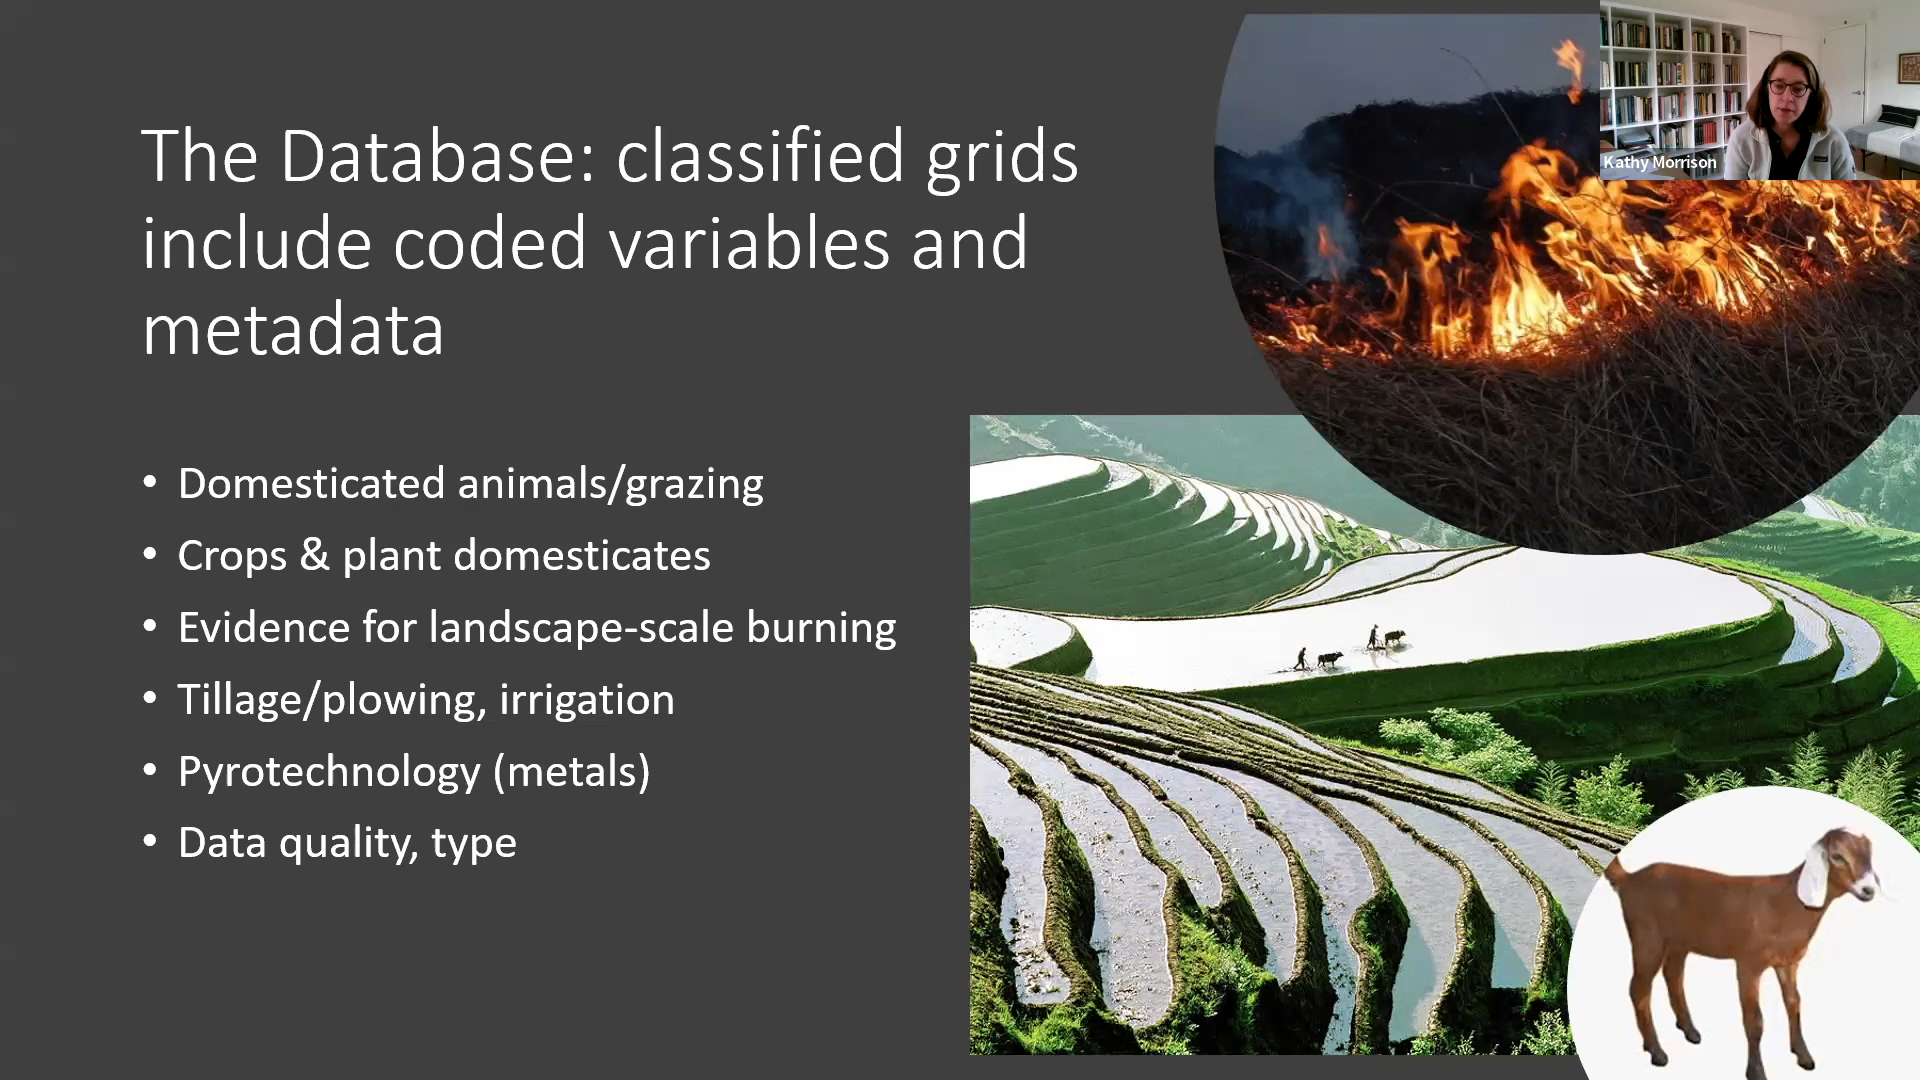 The Database: classified grids
include coded variables and
metadata
• Domesticated animals/grazing
• Crops & plant domesticates
• Evidence for landscape-scale burning
• Tillage/plowing, irrigation
• Pyrotechnology (metals)
• Data quality, type
Kathy Morrison